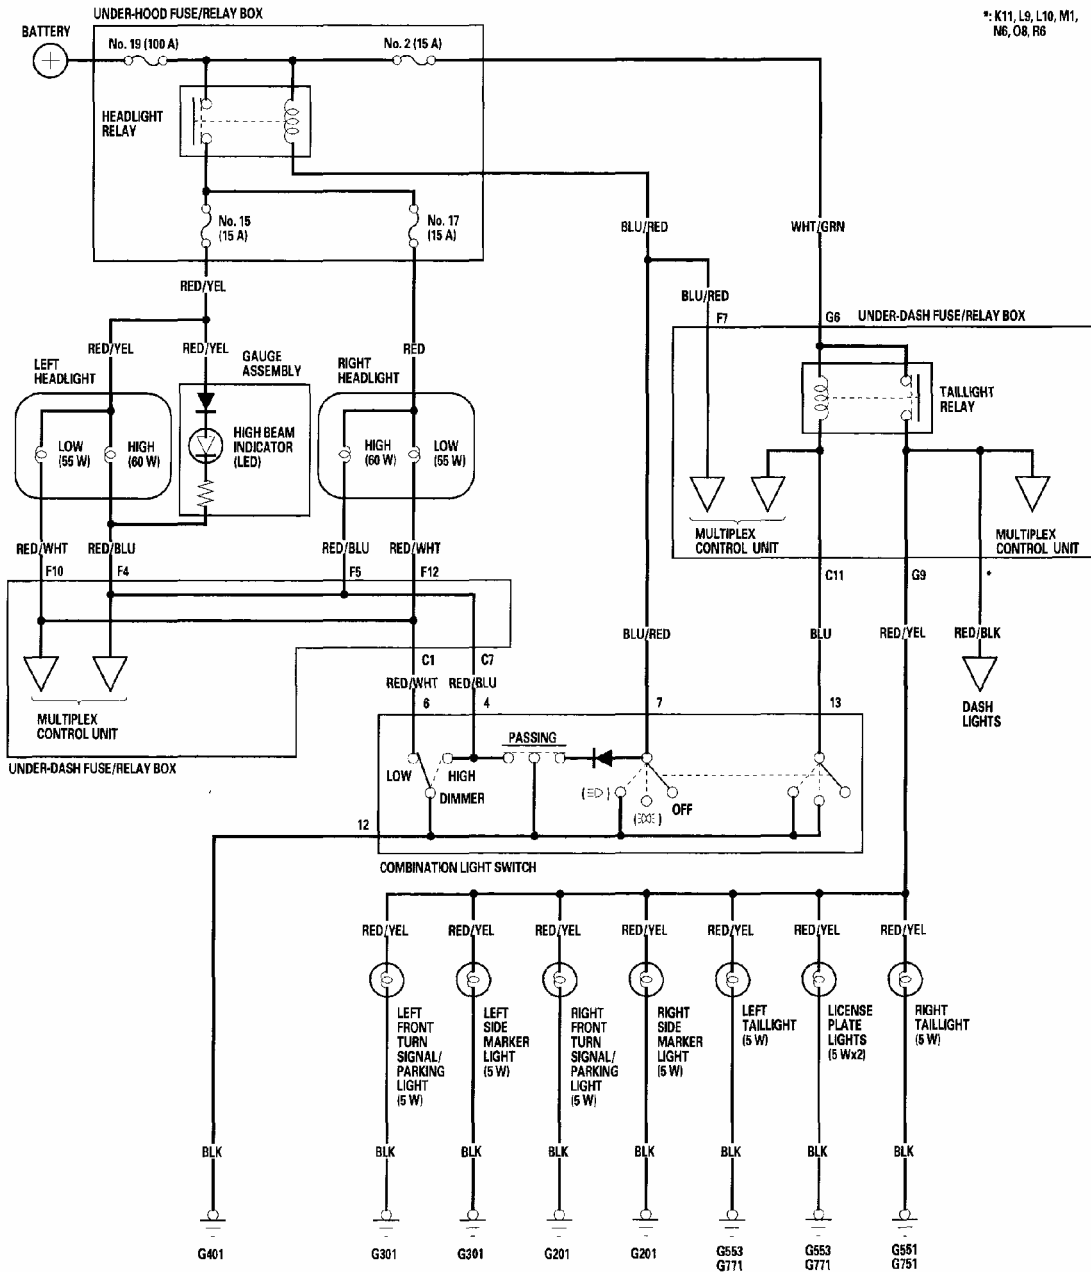 UNDER-HOOD FUSE/RELAY BOX
*: K11, L9, L10, M1,
N6, O8, R6
BATTERY
No. 19 (100 A)
No. 2 (15 A)
HEADLIGHT
RELAY
No. 15
(15 A)
No. 17
(15 A)
BLU/RED
WHT/GRN
RED/YEL
BLU/RED
F7
G6
UNDER-DASH FUSE/RELAY BOX
RED/YEL
RED/YEL
RED
LEFT
HEADLIGHT
GAUGE
ASSEMBLY
RIGHT
HEADLIGHT
TAILLIGHT
RELAY
LOW
(55 W)
HIGH
(60 W)
HIGH BEAM
INDICATOR
(LED)
HIGH
(60 W)
LOW
(55 W)
MULTIPLEX
CONTROL UNIT
MULTIPLEX
CONTROL UNIT
RED/WHT
RED/BLU
RED/BLU
RED/WHT
F10
F4
F5
F12
C11
G9
*
BLU/RED
BLU
RED/YEL
RED/BLK
C1
C7
RED/WHT
RED/BLU
6
4
7
13
DASH
LIGHTS
MULTIPLEX
CONTROL UNIT
UNDER-DASH FUSE/RELAY BOX
PASSING
LOW
HIGH
DIMMER
OFF
12
COMBINATION LIGHT SWITCH
RED/YEL
RED/YEL
RED/YEL
RED/YEL
RED/YEL
RED/YEL
RED/YEL
LEFT
FRONT
TURN
SIGNAL/
PARKING
LIGHT
(5 W)
LEFT
SIDE
MARKER
LIGHT
(5 W)
RIGHT
FRONT
TURN
SIGNAL/
PARKING
LIGHT
(5 W)
RIGHT
SIDE
MARKER
LIGHT
(5 W)
LEFT
TAILLIGHT
(5 W)
LICENSE
PLATE
LIGHTS
(5 Wx2)
RIGHT
TAILLIGHT
(5 W)
BLK
BLK
BLK
BLK
BLK
BLK
BLK
BLK
G401
G301
G301
G201
G201
G553
G771
G553
G771
G551
G751